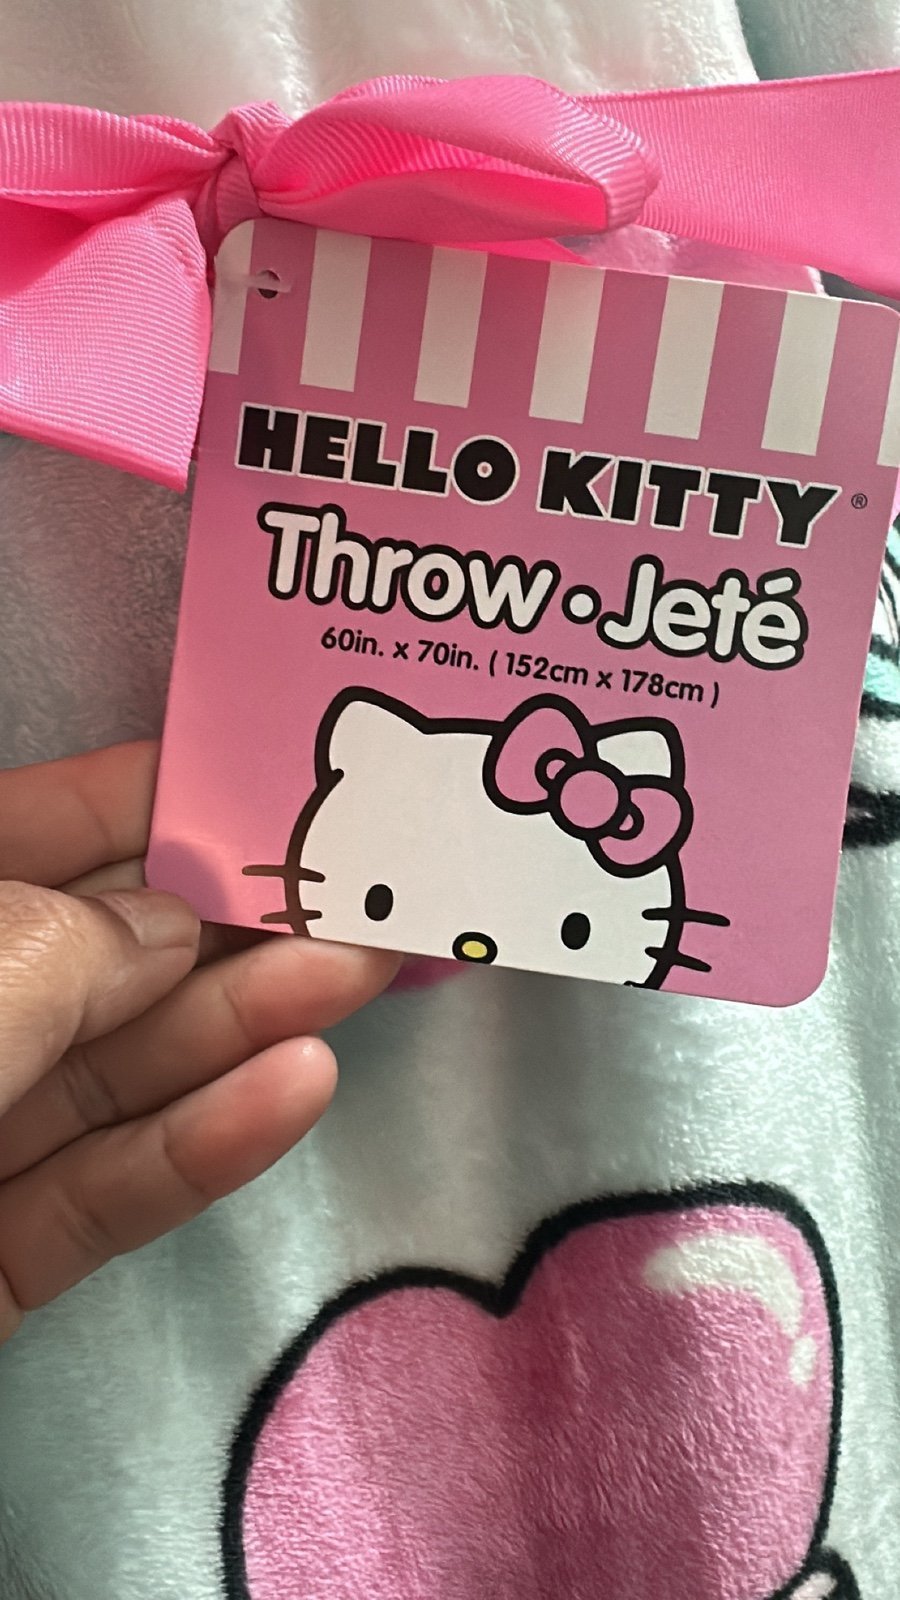 HELLO KITTY®
Throw • Jeté
60in. x 70in. ( 152cm x 178cm )